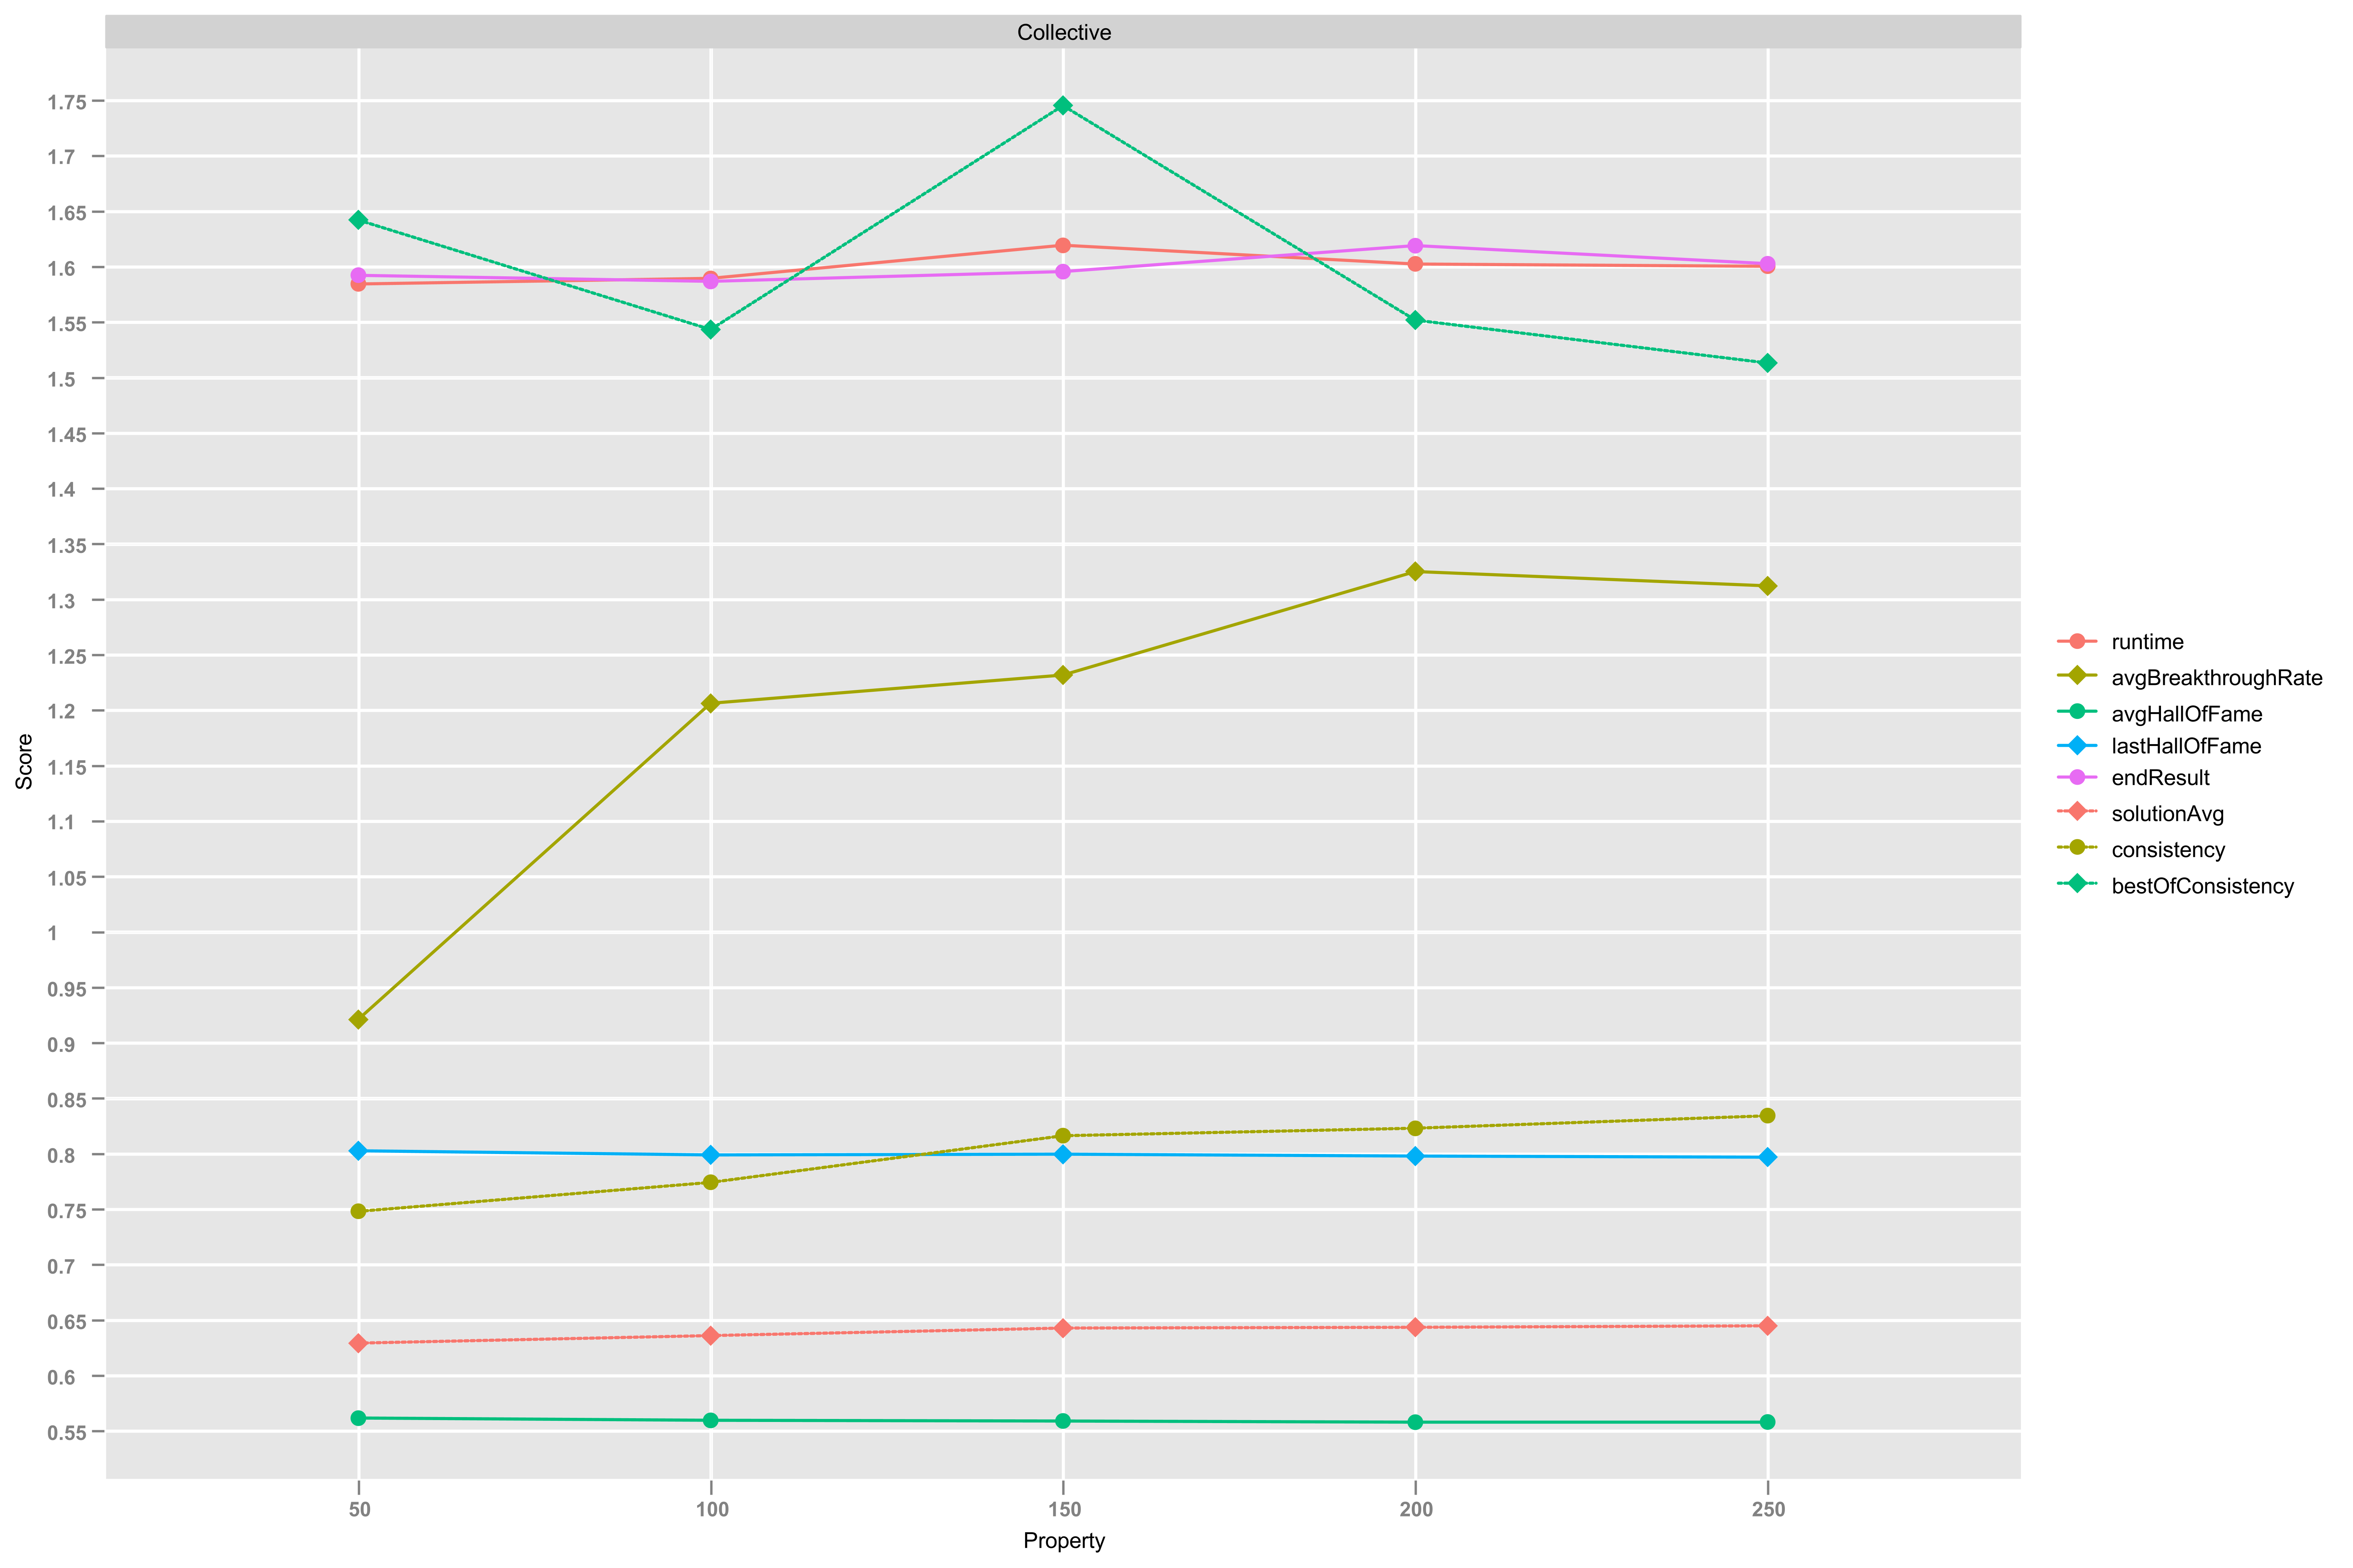 Collective
1.75
1.7
1.65
1.6
1.55
1.5
1.45
1.4
1.35
1.3
1.25
1.2
1.15
1.1
1.05
1
0.95
0.9
0.85
0.8
0.75
0.7
0.65
0.6
0.55
Score
50 100 150 200 250
Property
runtime
avgBreakthroughRate
avgHallOfFame
lastHallOfFame
endResult
solutionAvg
consistency
bestOfConsistency